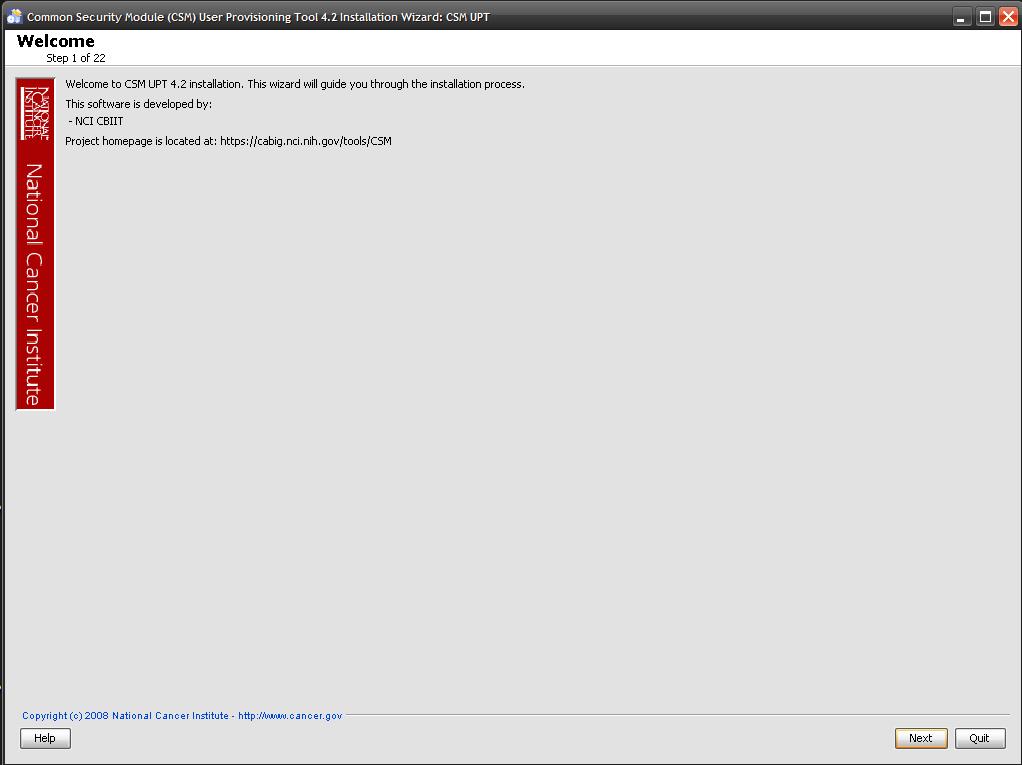 Common Security Module (CSM) User Provisioning Tool 4.2 Installation Wizard: CSM UPT
Welcome
Step 1 of 22
NATIONAL
CANCER
INSTITUTE
National Cancer Institute
Welcome to CSM UPT 4.2 installation. This wizard will guide you through the installation process.
This software is developed by:
- NCI CBIIT
Project homepage is located at: https://cabig.nci.nih.gov/tools/CSM
Copyright (c) 2008 National Cancer Institute - http://www.cancer.gov
Help
Next
Quit